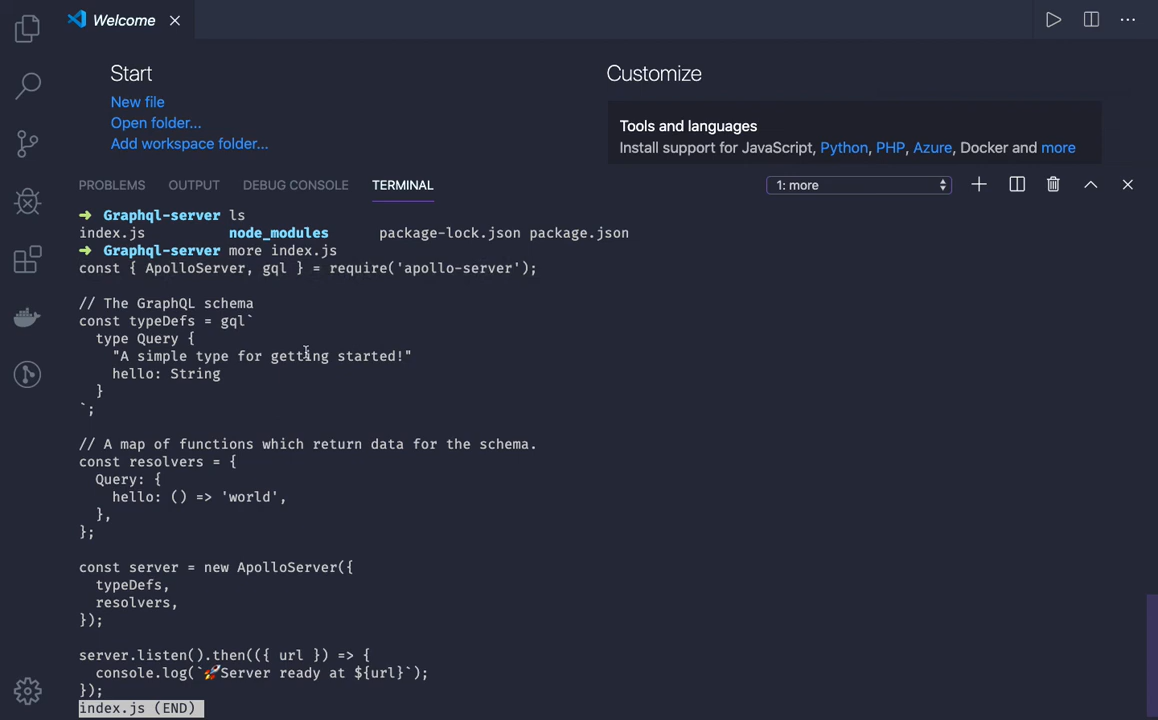 Welcome
Start
New file
Open folder...
Add workspace folder...
Customize
Tools and languages
Install support for JavaScript, Python, PHP, Azure, Docker and more
PROBLEMS OUTPUT DEBUG CONSOLE TERMINAL 1: more
➜ Graphql-server ls
index.js node_modules package-lock.json package.json
➜ Graphql-server more index.js
const { ApolloServer, gql } = require('apollo-server');
// The GraphQL schema
const typeDefs = gql`
type Query {
"A simple type for getting started!"
hello: String
}
`;
// A map of functions which return data for the schema.
const resolvers = {
Query: {
hello: () => 'world',
},
};
const server = new ApolloServer({
typeDefs,
resolvers,
});
server.listen().then(({ url }) => {
console.log(`🚀Server ready at ${url}`);
});
index.js (END)